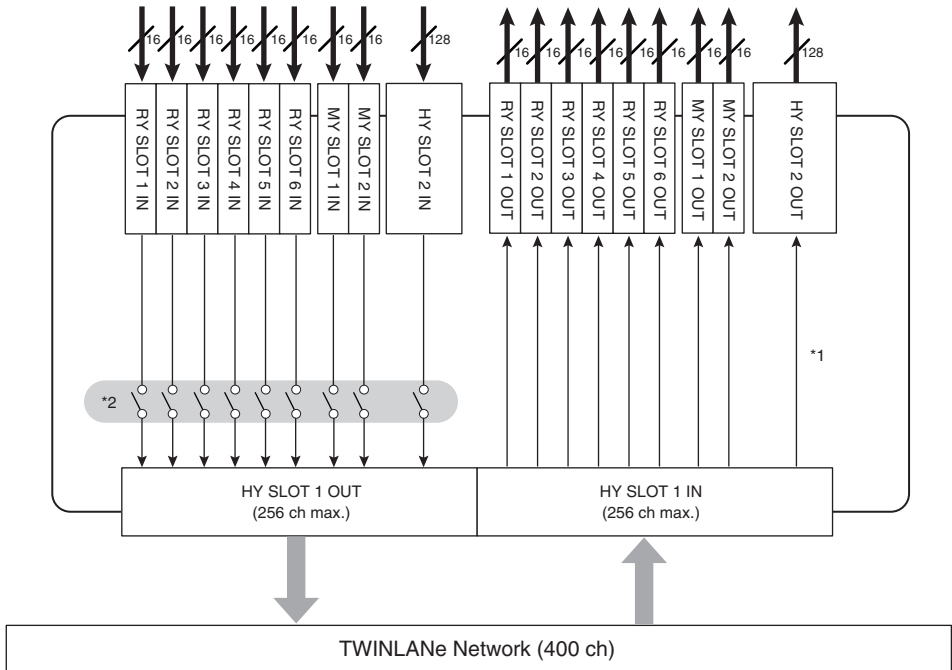 16 16 16 16 16 16 16 16 128 16 16 16 16 16 16 16 16 128
RY SLOT 1 IN
RY SLOT 2 IN
RY SLOT 3 IN
RY SLOT 4 IN
RY SLOT 5 IN
RY SLOT 6 IN
MY SLOT 1 IN
MY SLOT 2 IN
HY SLOT 2 IN
RY SLOT 1 OUT
RY SLOT 2 OUT
RY SLOT 3 OUT
RY SLOT 4 OUT
RY SLOT 5 OUT
RY SLOT 6 OUT
MY SLOT 1 OUT
MY SLOT 2 OUT
HY SLOT 2 OUT
*1
*2
HY SLOT 1 OUT
(256 ch max.)
HY SLOT 1 IN
(256 ch max.)
TWINLANe Network (400 ch)